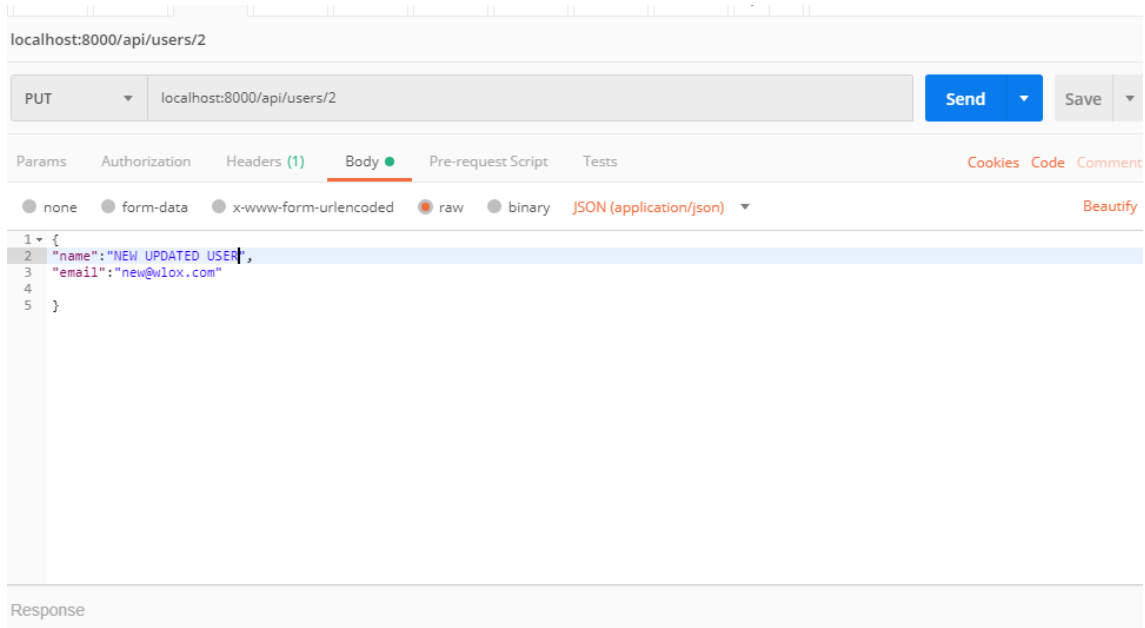 localhost:8000/api/users/2
PUT localhost:8000/api/users/2 Send Save
Params Authorization Headers (1) Body Pre-request Script Tests Cookies Code Comment
none form-data x-www-form-urlencoded raw binary JSON (application/json) Beautify
1 {
2 "name":"NEW UPDATED USER",
3 "email":"new@wlox.com"
4
5 }
Response